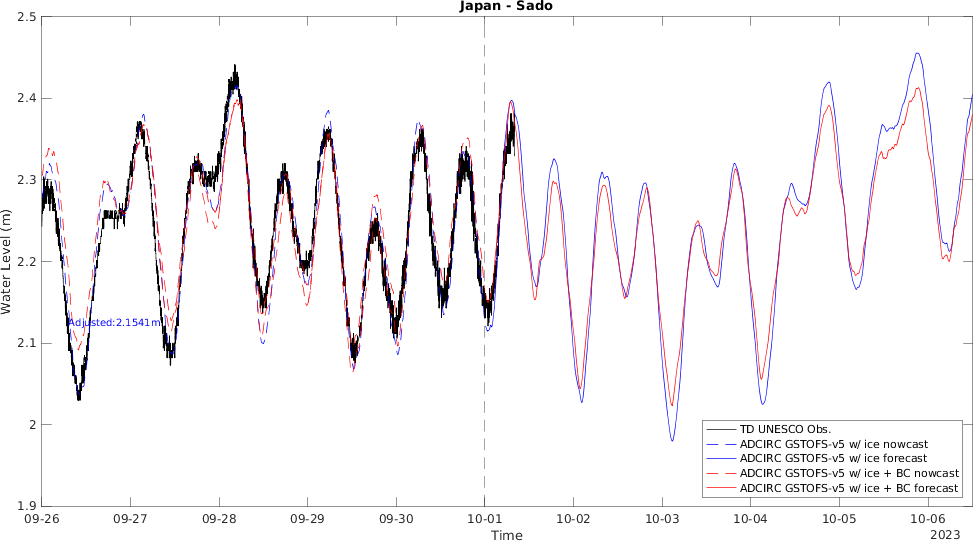 Japan - Sado
2.5
2.4
2.3
2.2
2.1
2
1.9
Water Level (m)
Adjusted:2.1541m
TD UNESCO Obs.
ADCIRC GSTOFS-v5 w/ ice nowcast
ADCIRC GSTOFS-v5 w/ ice forecast
ADCIRC GSTOFS-v5 w/ ice + BC nowcast
ADCIRC GSTOFS-v5 w/ ice + BC forecast
09-26 09-27 09-28 09-29 09-30 10-01 10-02 10-03 10-04 10-05 10-06
Time
2023